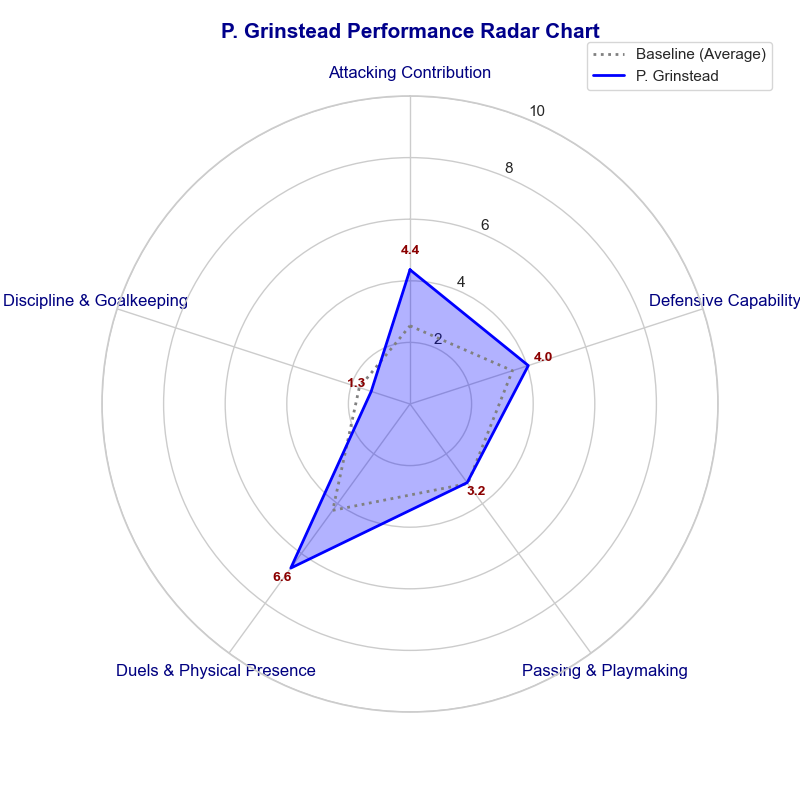 P. Grinstead Performance Radar Chart
Baseline (Average)
P. Grinstead
Attacking Contribution
10
8
6
4.4
4
Discipline & Goalkeeping
Defensive Capability
2
4.0
1.3
3.2
6.6
Duels & Physical Presence
Passing & Playmaking